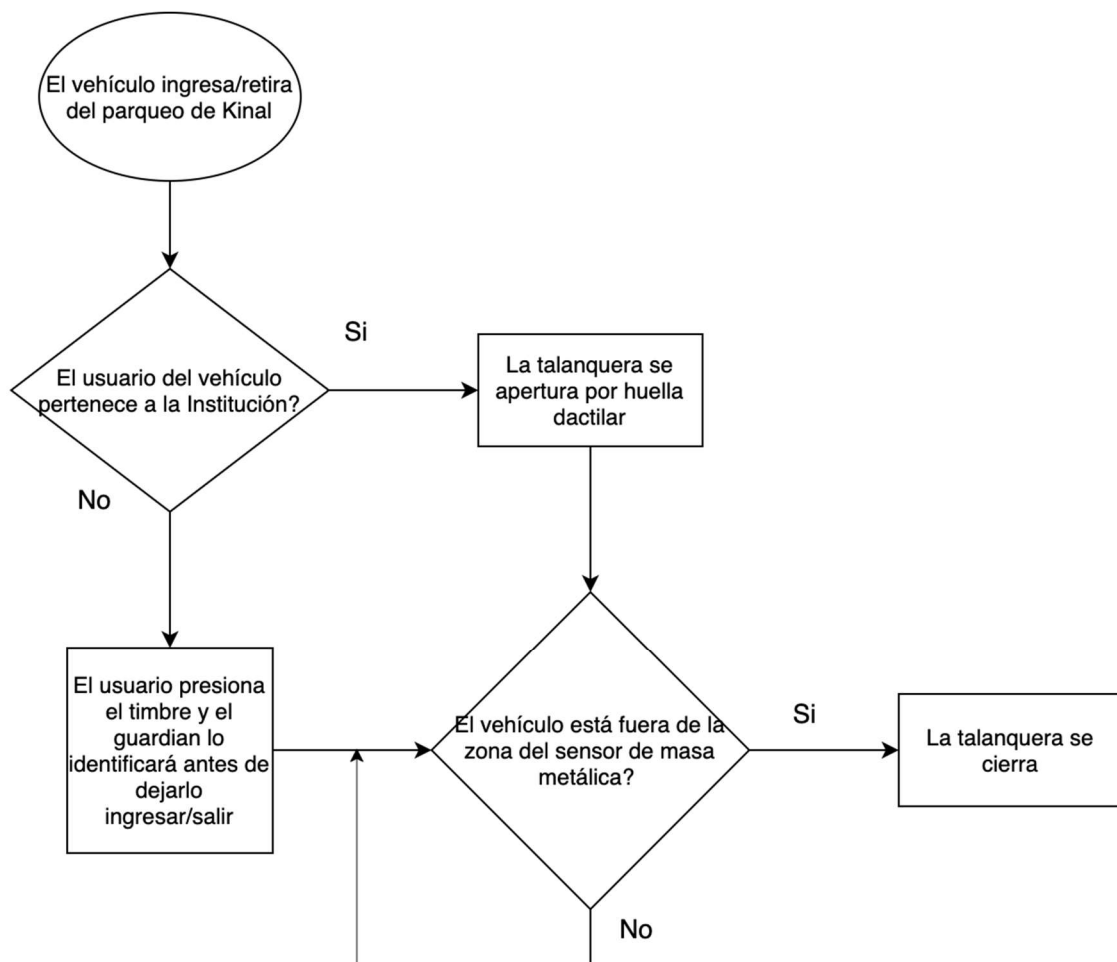 El vehículo ingresa/retira
del parqueo de Kinal
Si
El usuario del vehículo
pertenece a la Institución?
La talanquera se
apertura por huella
dactilar
No
El usuario presiona
el timbre y el
guardian lo
identificará antes de
dejarlo
ingresar/salir
El vehículo está fuera de la
zona del sensor de masa
metálica?
Si
La talanquera se
cierra
No